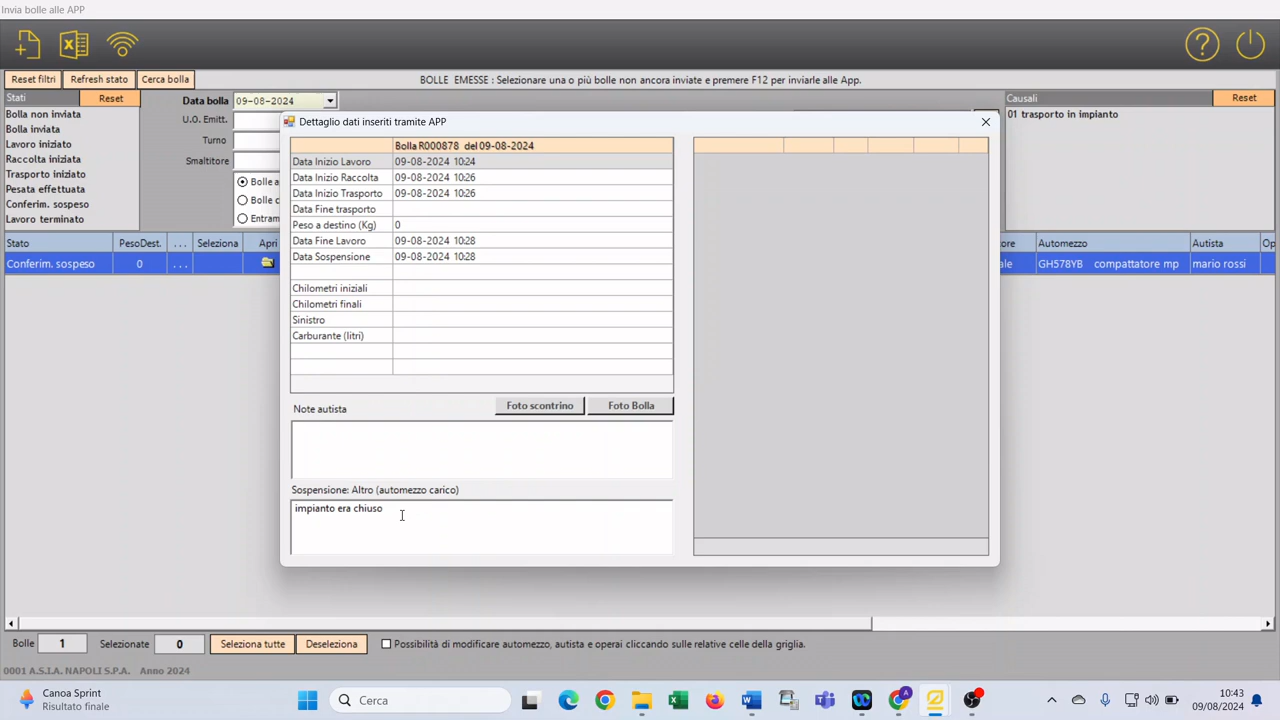 Invia bolle alle APP
Reset filtri
Refresh stato
Cerca bolla
BOLLE EMESSE : Selezionare una o più bolle non ancora inviate e premere F12 per inviarle alle App.
Stati
Reset
Bolla non inviata
Bolla inviata
Lavoro iniziato
Raccolta iniziata
Trasporto iniziato
Pesata effettuata
Conferim. sospeso
Lavoro terminato
Data bolla
09-08-2024
U.O. Emitt.
Turno
Smaltitore
Bolle a
Bolle c
Entram
Causali
Reset
01 trasporto in impianto
Dettaglio dati inseriti tramite APP
Bolla R000878 del 09-08-2024
Data Inizio Lavoro 09-08-2024 10:24
Data Inizio Raccolta 09-08-2024 10:26
Data Inizio Trasporto 09-08-2024 10:26
Data Fine trasporto
Peso a destino (Kg) 0
Data Fine Lavoro 09-08-2024 10:28
Data Sospensione 09-08-2024 10:28
Chilometri iniziali
Chilometri finali
Sinistro
Carburante (litri)
Note autista
Foto scontrino
Foto Bolla
Sospensione: Altro (automezzo carico)
impianto era chiuso
Stato PesoDest. . . . Seleziona Apri
tore Automezzo Autista Op
Conferim. sospeso 0 . . .
ale GH578YB compattatore mp mario rossi
Bolle 1 Selezionate 0 Seleziona tutte Deseleziona Possibilità di modificare automezzo, autista e operai cliccando sulle relative celle della griglia.
0001 A.S.I.A. NAPOLI S.P.A. Anno 2024
Canoa Sprint
Risultato finale
Cerca
10:43
09/08/2024